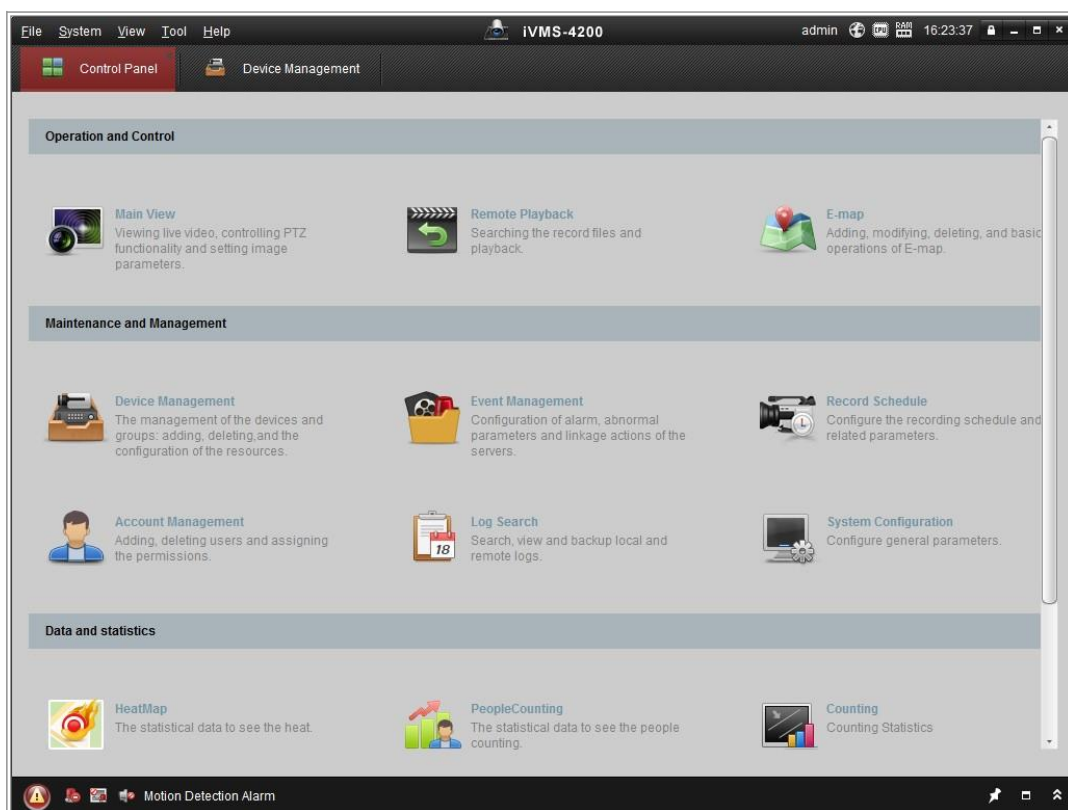 File System View Tool Help iVMS-4200 admin CPU RAM 16:23:37
Control Panel Device Management
Operation and Control
Main View
Viewing live video, controlling PTZ
functionality and setting image
parameters.
Remote Playback
Searching the record files and
playback.
E-map
Adding, modifying, deleting, and basic
operations of E-map.
Maintenance and Management
Device Management
The management of the devices and
groups: adding, deleting,and the
configuration of the resources.
Event Management
Configuration of alarm, abnormal
parameters and linkage actions of the
servers.
Record Schedule
Configure the recording schedule and
related parameters.
Account Management
Adding, deleting users and assigning
the permissions.
18
Log Search
Search, view and backup local and
remote logs.
System Configuration
Configure general parameters.
Data and statistics
HeatMap
The statistical data to see the heat.
PeopleCounting
The statistical data to see the people
counting.
Counting
Counting Statistics
Motion Detection Alarm